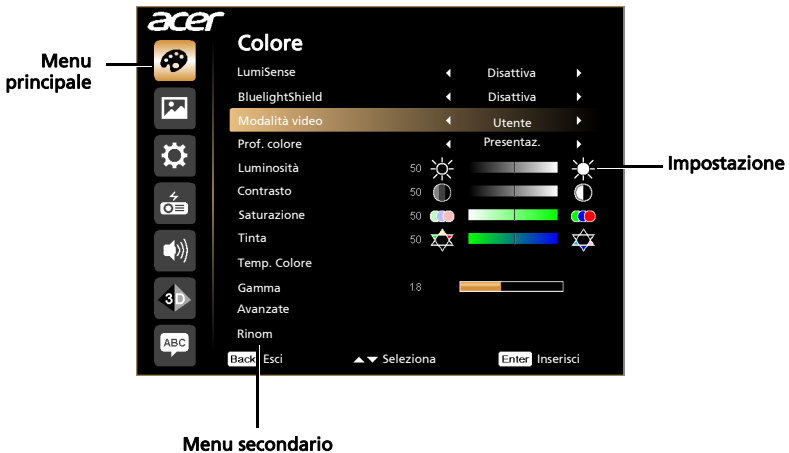 acer
Colore
Menu
principale
LumiSense Disattiva
BluelightShield Disattiva
Modalità video Utente
Prof. colore Presentaz.
Luminosità 50
Impostazione
Contrasto 50
Saturazione 50
Tinta 50
Temp. Colore
Gamma 1.8
3D
Avanzate
Rinom
ABC
Back Esci Seleziona Enter Inserisci
Menu secondario